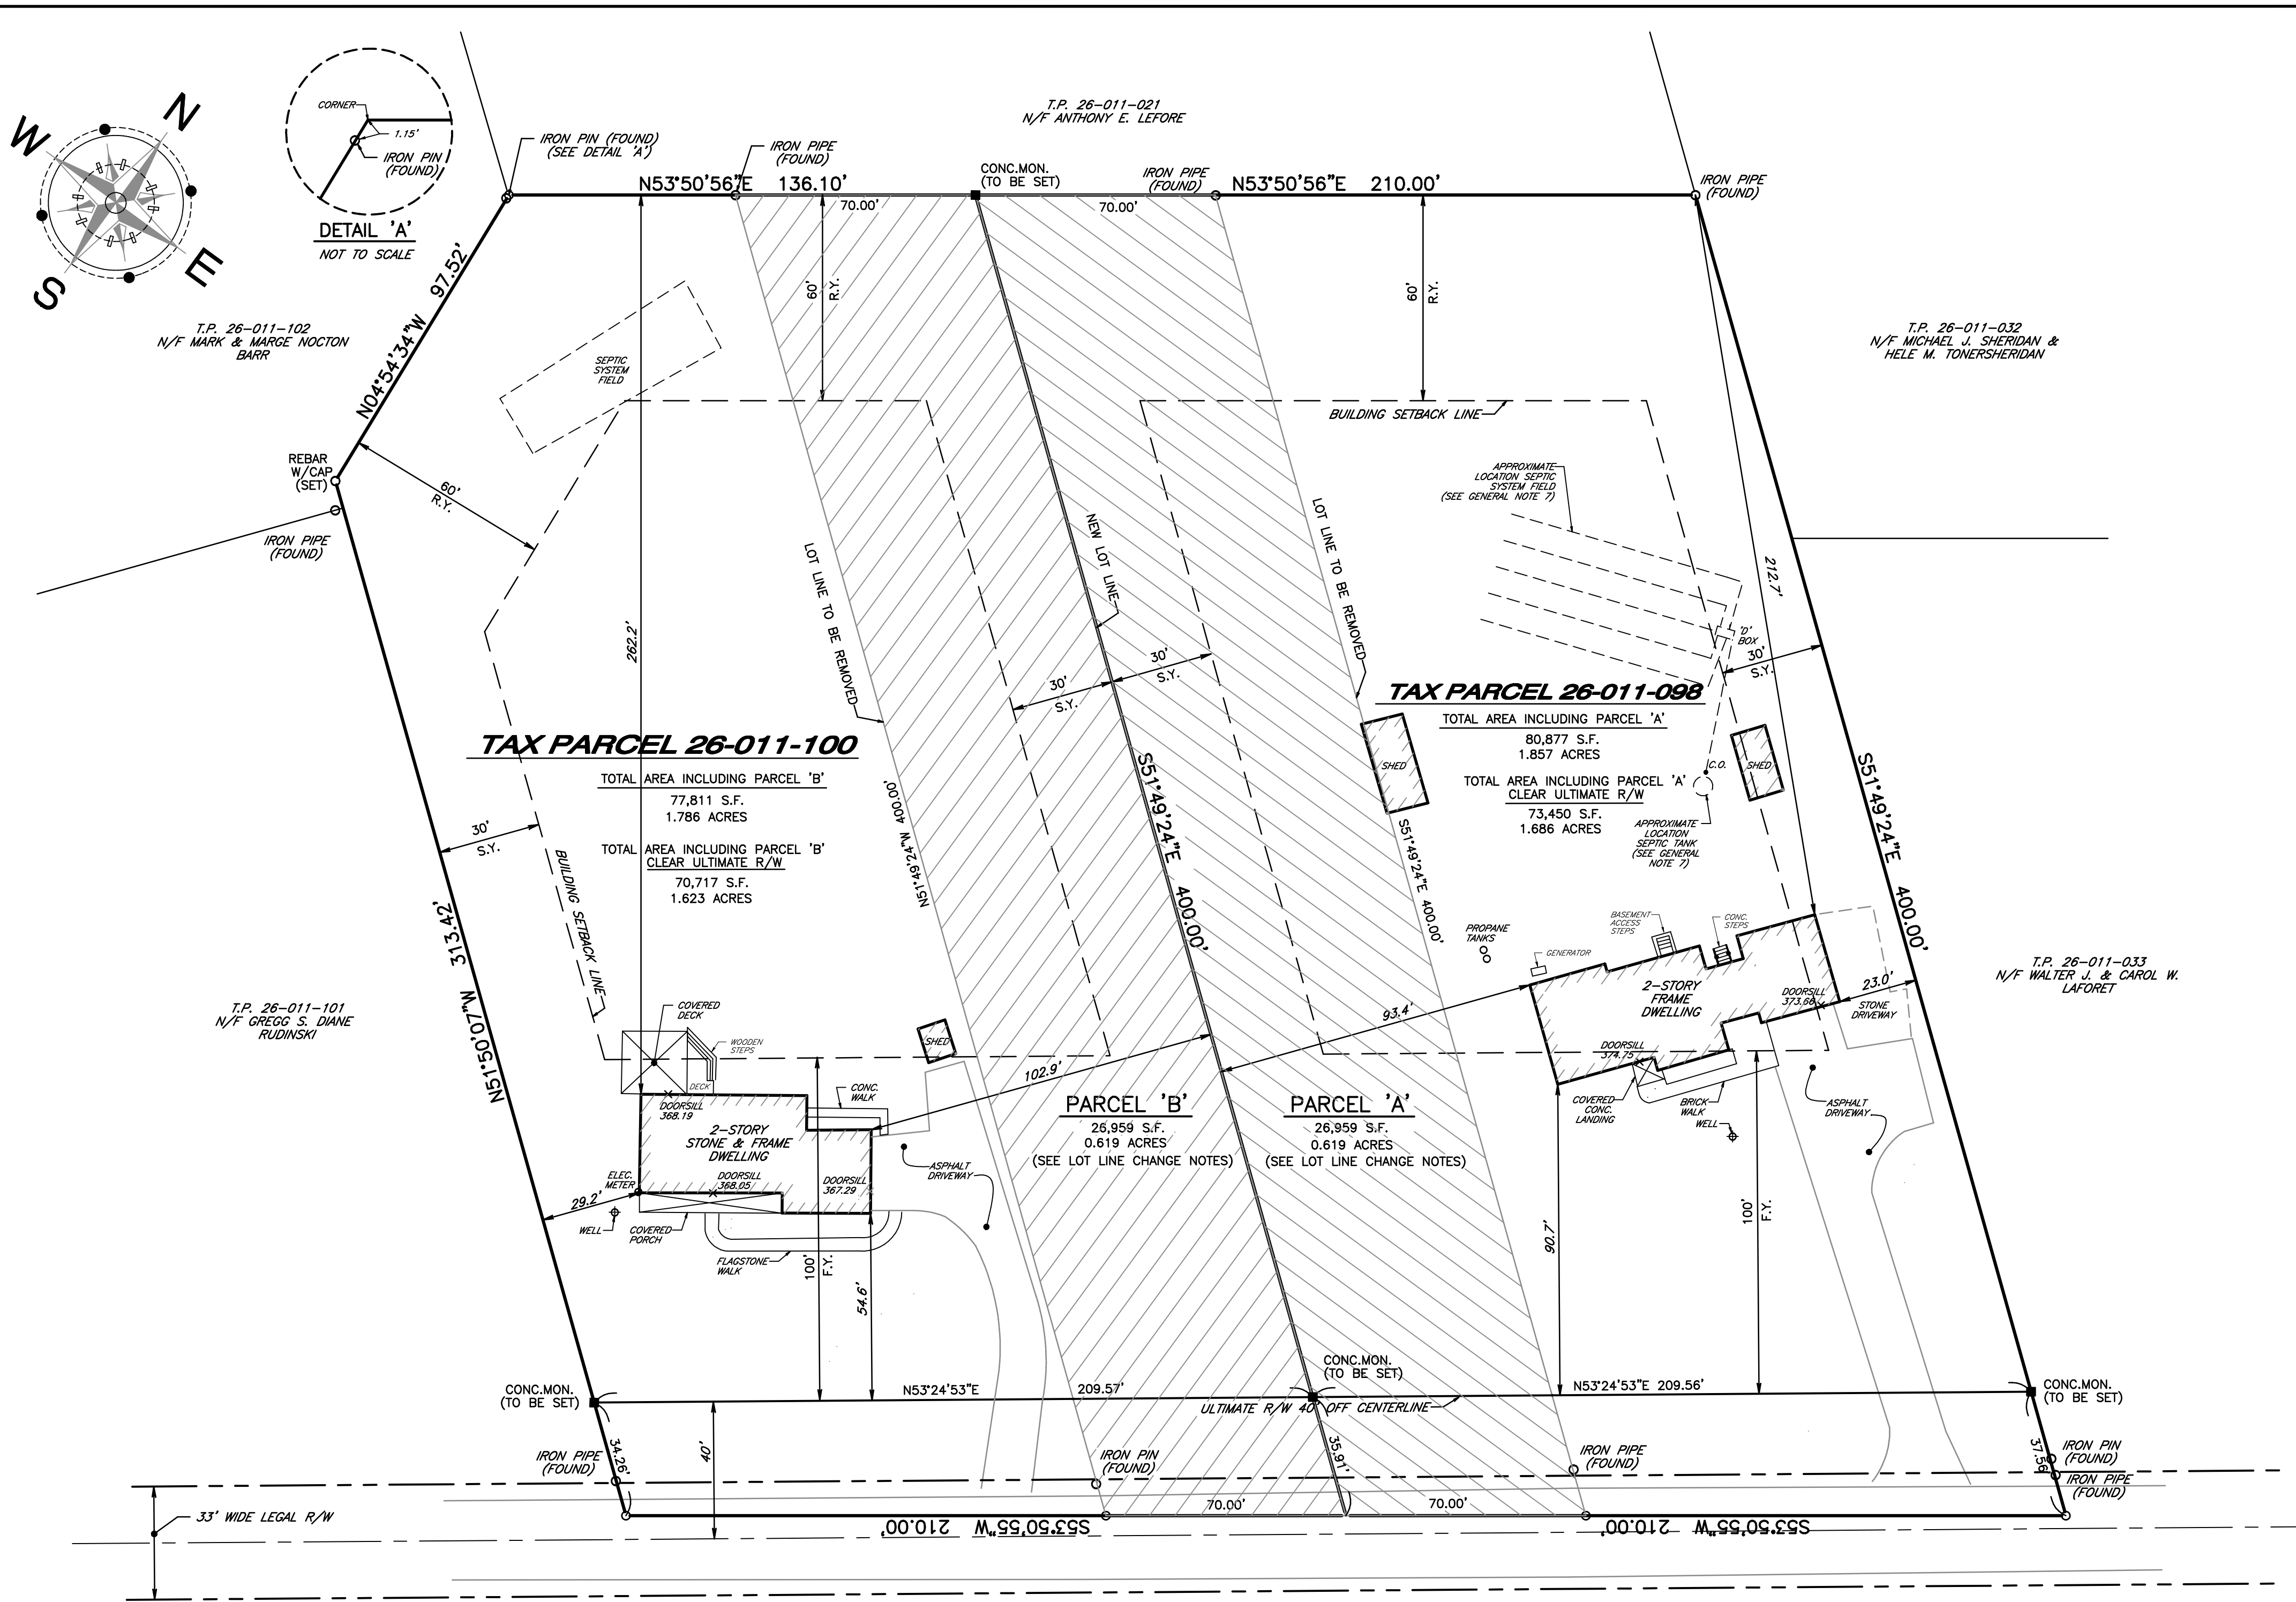 N
W
E
S
CORNER
1.15'
IRON PIN
(FOUND)
DETAIL 'A'
NOT TO SCALE
IRON PIN (FOUND)
(SEE DETAIL 'A')
IRON PIPE
(FOUND)
T.P. 26-011-021
N/F ANTHONY E. LEFORE
CONC.MON.
(TO BE SET)
IRON PIPE
(FOUND)
IRON PIPE
(FOUND)
N53°50'56"E 136.10'
70.00'
70.00'
N53°50'56"E 210.00'
T.P. 26-011-102
N/F MARK & MARGE NOCTON
BARR
N04°54'34"W 97.52'
SEPTIC
SYSTEM
FIELD
60'
R.Y.
60'
R.Y.
T.P. 26-011-032
N/F MICHAEL J. SHERIDAN &
HELE M. TONERSHERIDAN
BUILDING SETBACK LINE
REBAR
W/CAP
(SET)
60'
R.Y.
IRON PIPE
(FOUND)
APPROXIMATE
LOCATION SEPTIC
SYSTEM FIELD
(SEE GENERAL NOTE 7)
LOT LINE TO BE REMOVED
NEW LOT LINE
LOT LINE TO BE REMOVED
212.7'
262.2'
'D'
BOX
30'
S.Y.
30'
S.Y.
30'
S.Y.
TAX PARCEL 26-011-100
TOTAL AREA INCLUDING PARCEL 'B'
77,811 S.F.
1.786 ACRES
TOTAL AREA INCLUDING PARCEL 'B'
CLEAR ULTIMATE R/W
70,717 S.F.
1.623 ACRES
TAX PARCEL 26-011-098
TOTAL AREA INCLUDING PARCEL 'A'
80,877 S.F.
1.857 ACRES
TOTAL AREA INCLUDING PARCEL 'A'
CLEAR ULTIMATE R/W
73,450 S.F.
1.686 ACRES
SHED
SHED
C.O.
APPROXIMATE
LOCATION
SEPTIC TANK
(SEE GENERAL
NOTE 7)
30'
S.Y.
BUILDING SETBACK LINE
N51°49'24"W 400.00'
S51°49'24"E 400.00'
S51°49'24"E 400.00'
S51°49'24"E 400.00'
N51°50'07"W 313.42'
T.P. 26-011-101
N/F GREGG S. DIANE
RUDINSKI
T.P. 26-011-033
N/F WALTER J. & CAROL W.
LAFORET
PROPANE
TANKS
GENERATOR
BASEMENT
ACCESS
STEPS
CONC.
STEPS
2-STORY
FRAME
DWELLING
DOORSILL
373.66
23.0'
STONE
DRIVEWAY
DOORSILL
374.75
COVERED
DECK
WOODEN
STEPS
DECK
SHED
102.9'
93.4'
CONC.
WALK
DOORSILL
368.19
2-STORY
STONE & FRAME
DWELLING
DOORSILL
368.05
DOORSILL
367.29
ELEC.
METER
29.2'
WELL
COVERED
PORCH
FLAGSTONE
WALK
ASPHALT
DRIVEWAY
PARCEL 'B'
26,959 S.F.
0.619 ACRES
(SEE LOT LINE CHANGE NOTES)
PARCEL 'A'
26,959 S.F.
0.619 ACRES
(SEE LOT LINE CHANGE NOTES)
COVERED
CONC.
LANDING
BRICK
WALK
WELL
ASPHALT
DRIVEWAY
100'
F.Y.
54.6'
90.7'
100'
F.Y.
CONC.MON.
(TO BE SET)
N53°24'53"E 209.57'
CONC.MON.
(TO BE SET)
ULTIMATE R/W 40' OFF CENTERLINE
N53°24'53"E 209.56'
CONC.MON.
(TO BE SET)
IRON PIPE
(FOUND)
34.26'
40'
IRON PIN
(FOUND)
35.91'
IRON PIPE
(FOUND)
37.56'
IRON PIN
(FOUND)
IRON PIPE
(FOUND)
33' WIDE LEGAL R/W
70.00'
70.00'
S53°50'55"W 210.00'
S53°50'55"W 210.00'